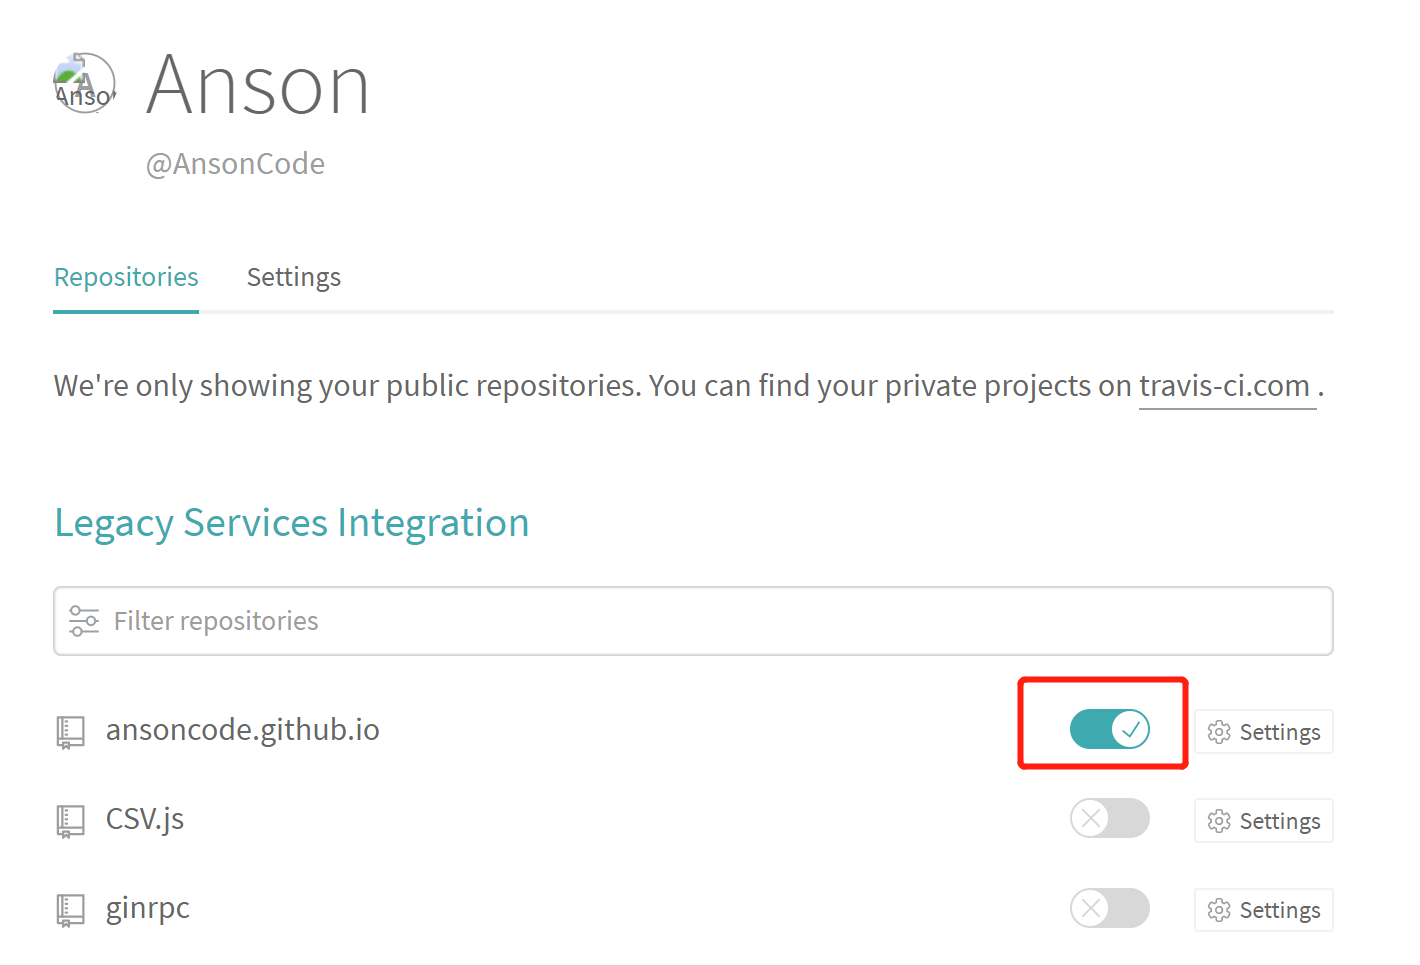 Anson
Anson
@AnsonCode
Repositories Settings
We're only showing your public repositories. You can find your private projects on travis-ci.com .
Legacy Services Integration
Filter repositories
ansoncode.github.io Settings
CSV.js Settings
ginrpc Settings